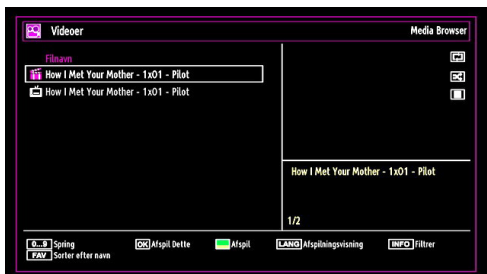 Videoer
Media Browser
Filnavn
How I Met Your Mother - 1x01 - Pilot
How I Met Your Mother - 1x01 - Pilot
How I Met Your Mother - 1x01 - Pilot
1/2
0...9 Spring
OK Afspil Dette
Afspil
LANG Afspilningsvisning
INFO Filtrer
FAV Sorter efter navn